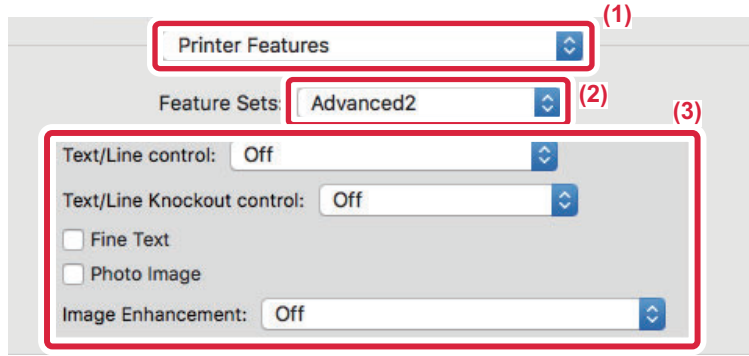 (1)
Printer Features
Feature Sets: Advanced2
(2)
(3)
Text/Line control: Off
Text/Line Knockout control: Off
Fine Text
Photo Image
Image Enhancement: Off